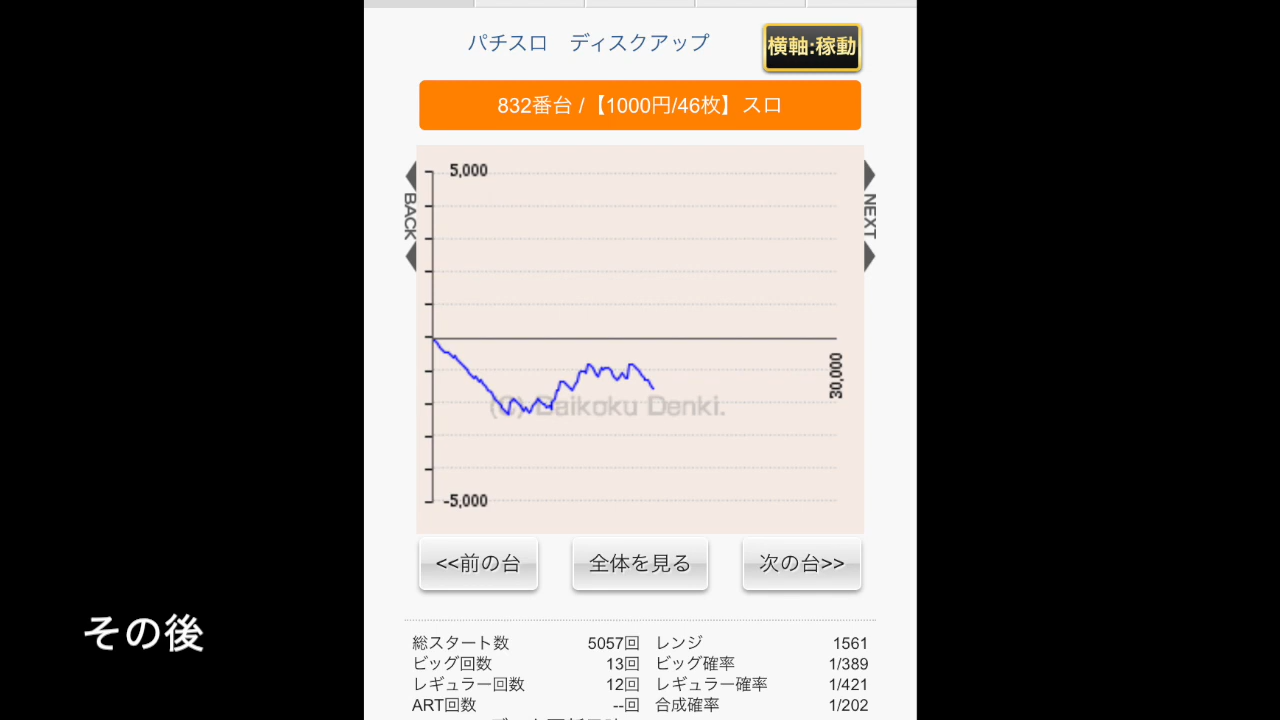 パチスロ ディスクアップ
横軸:稼動
832番台 /【1000円/46枚】スロ
5,000
BACK
NEXT
30,000
(C) Daikoku Denki.
-5,000
<<前の台
全体を見る
次の台>>
その後
総スタート数 5057回 レンジ 1561
ビッグ回数 13回 ビッグ確率 1/389
レギュラー回数 12回 レギュラー確率 1/421
ART回数 --回 合成確率 1/202